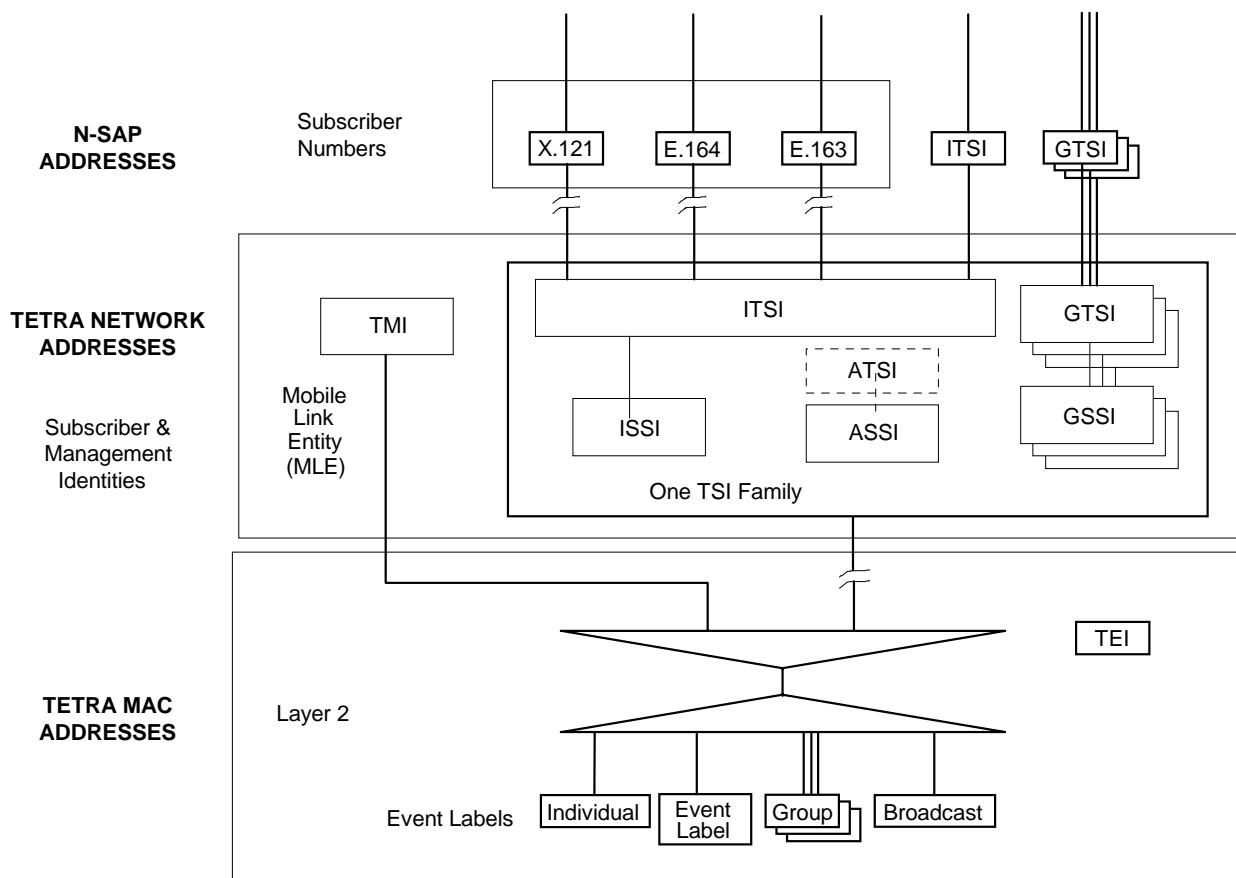 N-SAP
ADDRESSES
Subscriber
Numbers
X.121
E.164
E.163
ITSI
GTSI
TETRA NETWORK
ADDRESSES
Subscriber &
Management
Identities
TMI
Mobile
Link
Entity
(MLE)
ITSI
GTSI
ATSI
ISSI
ASSI
GSSI
One TSI Family
TETRA MAC
ADDRESSES
Layer 2
TEI
Event Labels
Individual
Event
Label
Group
Broadcast